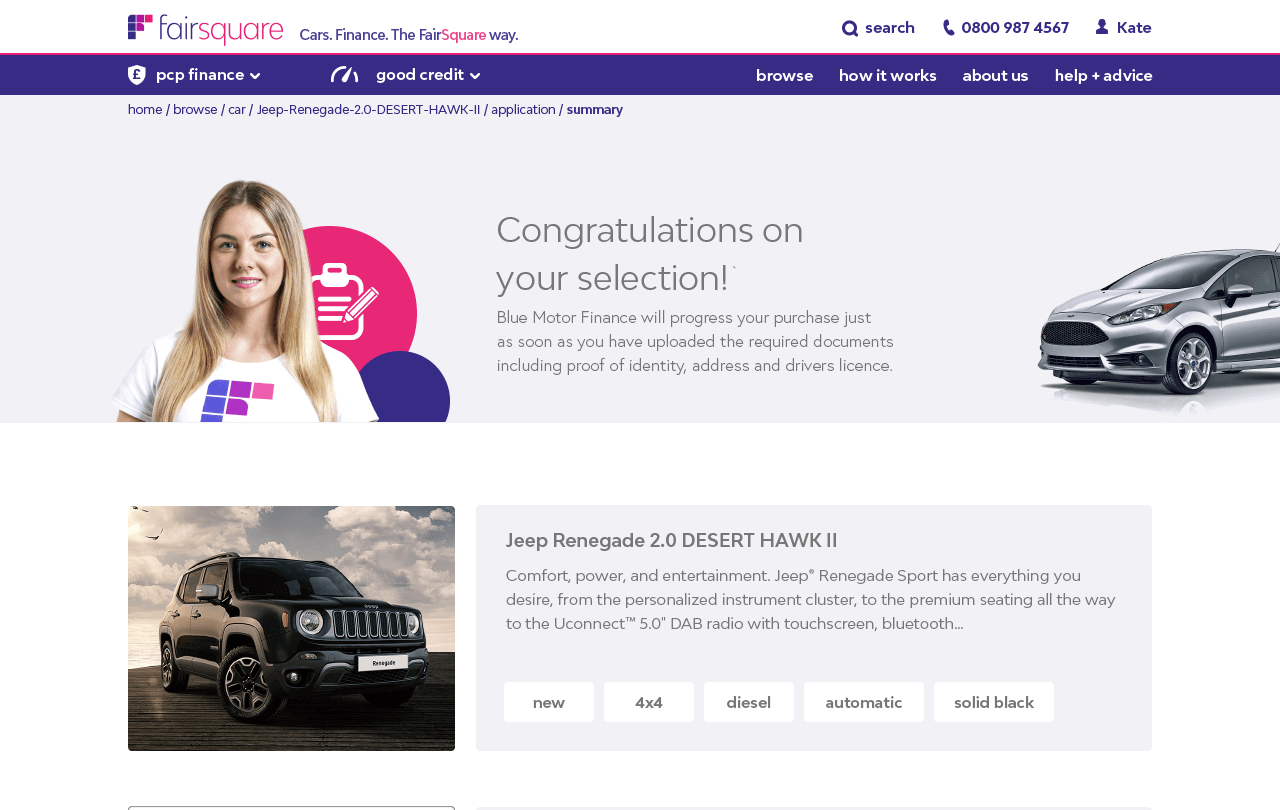 fairsquare
Cars. Finance. The FairSquare way.
search
0800 987 4567
Kate
£ pcp finance
good credit
browse
how it works
about us
help + advice
home / browse / car / Jeep-Renegade-2.0-DESERT-HAWK-II / application / summary
Congratulations on
your selection!`
Blue Motor Finance will progress your purchase just
as soon as you have uploaded the required documents
including proof of identity, address and drivers licence.
Jeep Renegade 2.0 DESERT HAWK II
Comfort, power, and entertainment. Jeep® Renegade Sport has everything you
desire, from the personalized instrument cluster, to the premium seating all the way
to the Uconnect™ 5.0" DAB radio with touchscreen, bluetooth...
Jeep
Renegade
new
4x4
diesel
automatic
solid black